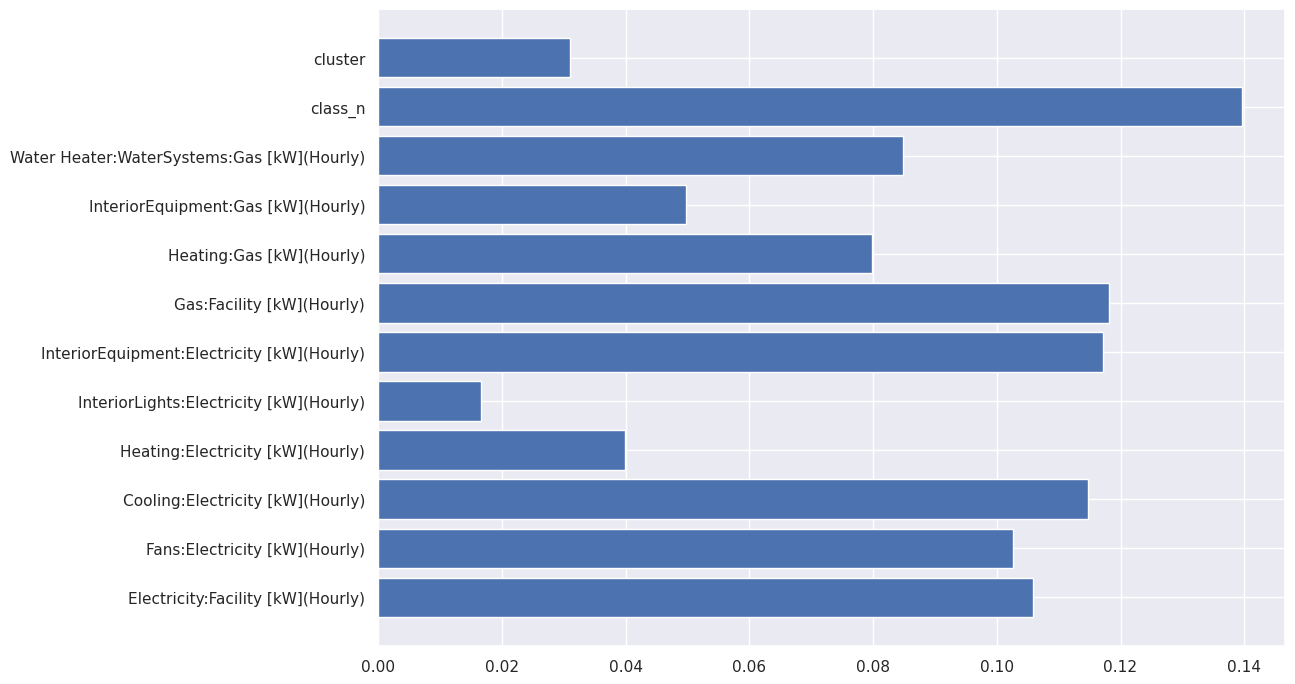 cluster
class_n
Water Heater:WaterSystems:Gas [kW](Hourly)
InteriorEquipment:Gas [kW](Hourly)
Heating:Gas [kW](Hourly)
Gas:Facility [kW](Hourly)
InteriorEquipment:Electricity [kW](Hourly)
InteriorLights:Electricity [kW](Hourly)
Heating:Electricity [kW](Hourly)
Cooling:Electricity [kW](Hourly)
Fans:Electricity [kW](Hourly)
Electricity:Facility [kW](Hourly)
0.00 0.02 0.04 0.06 0.08 0.10 0.12 0.14